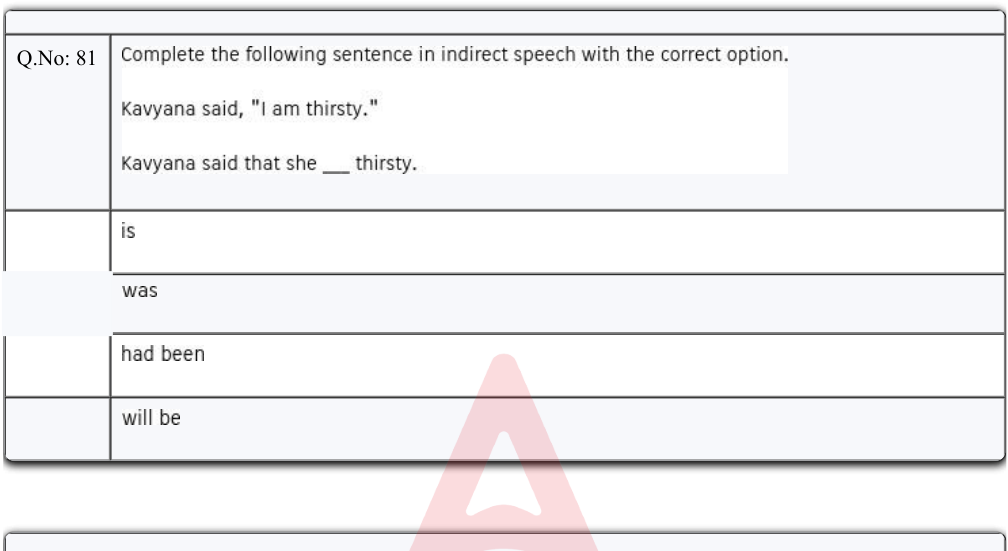 Q.No: 81
Complete the following sentence in indirect speech with the correct option.
Kavyana said, "I am thirsty."
Kavyana said that she ___ thirsty.
is
was
had been
will be